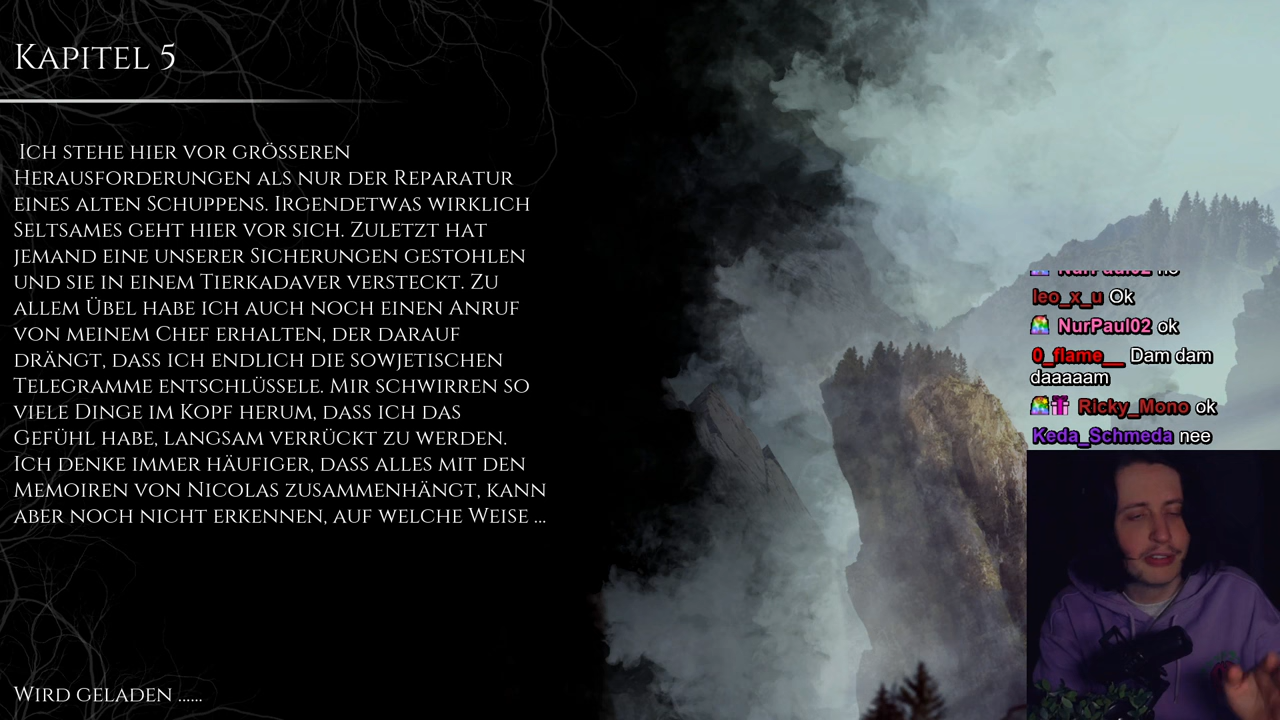 Kapitel 5
Ich stehe hier vor grösseren
Herausforderungen als nur der Reparatur
eines alten Schuppens. Irgendetwas wirklich
Seltsames geht hier vor sich. Zuletzt hat
jemand eine unserer Sicherungen gestohlen
und sie in einem Tierkadaver versteckt. Zu
allem Übel habe ich auch noch einen Anruf
von meinem Chef erhalten, der darauf
drängt, dass ich endlich die sowjetischen
Telegramme entschlüssele. Mir schwirren so
viele Dinge im Kopf herum, dass ich das
Gefühl habe, langsam verrückt zu werden.
Ich denke immer häufiger, dass alles mit den
Memoiren von Nicolas zusammenhängt, kann
aber noch nicht erkennen, auf welche Weise ...
Wird geladen ......
NurPaul02
leo_x_u Ok
NurPaul02 ok
0_flame__ Dam dam
daaaaam
Ricky_Mono ok
Keda_Schmeda nee